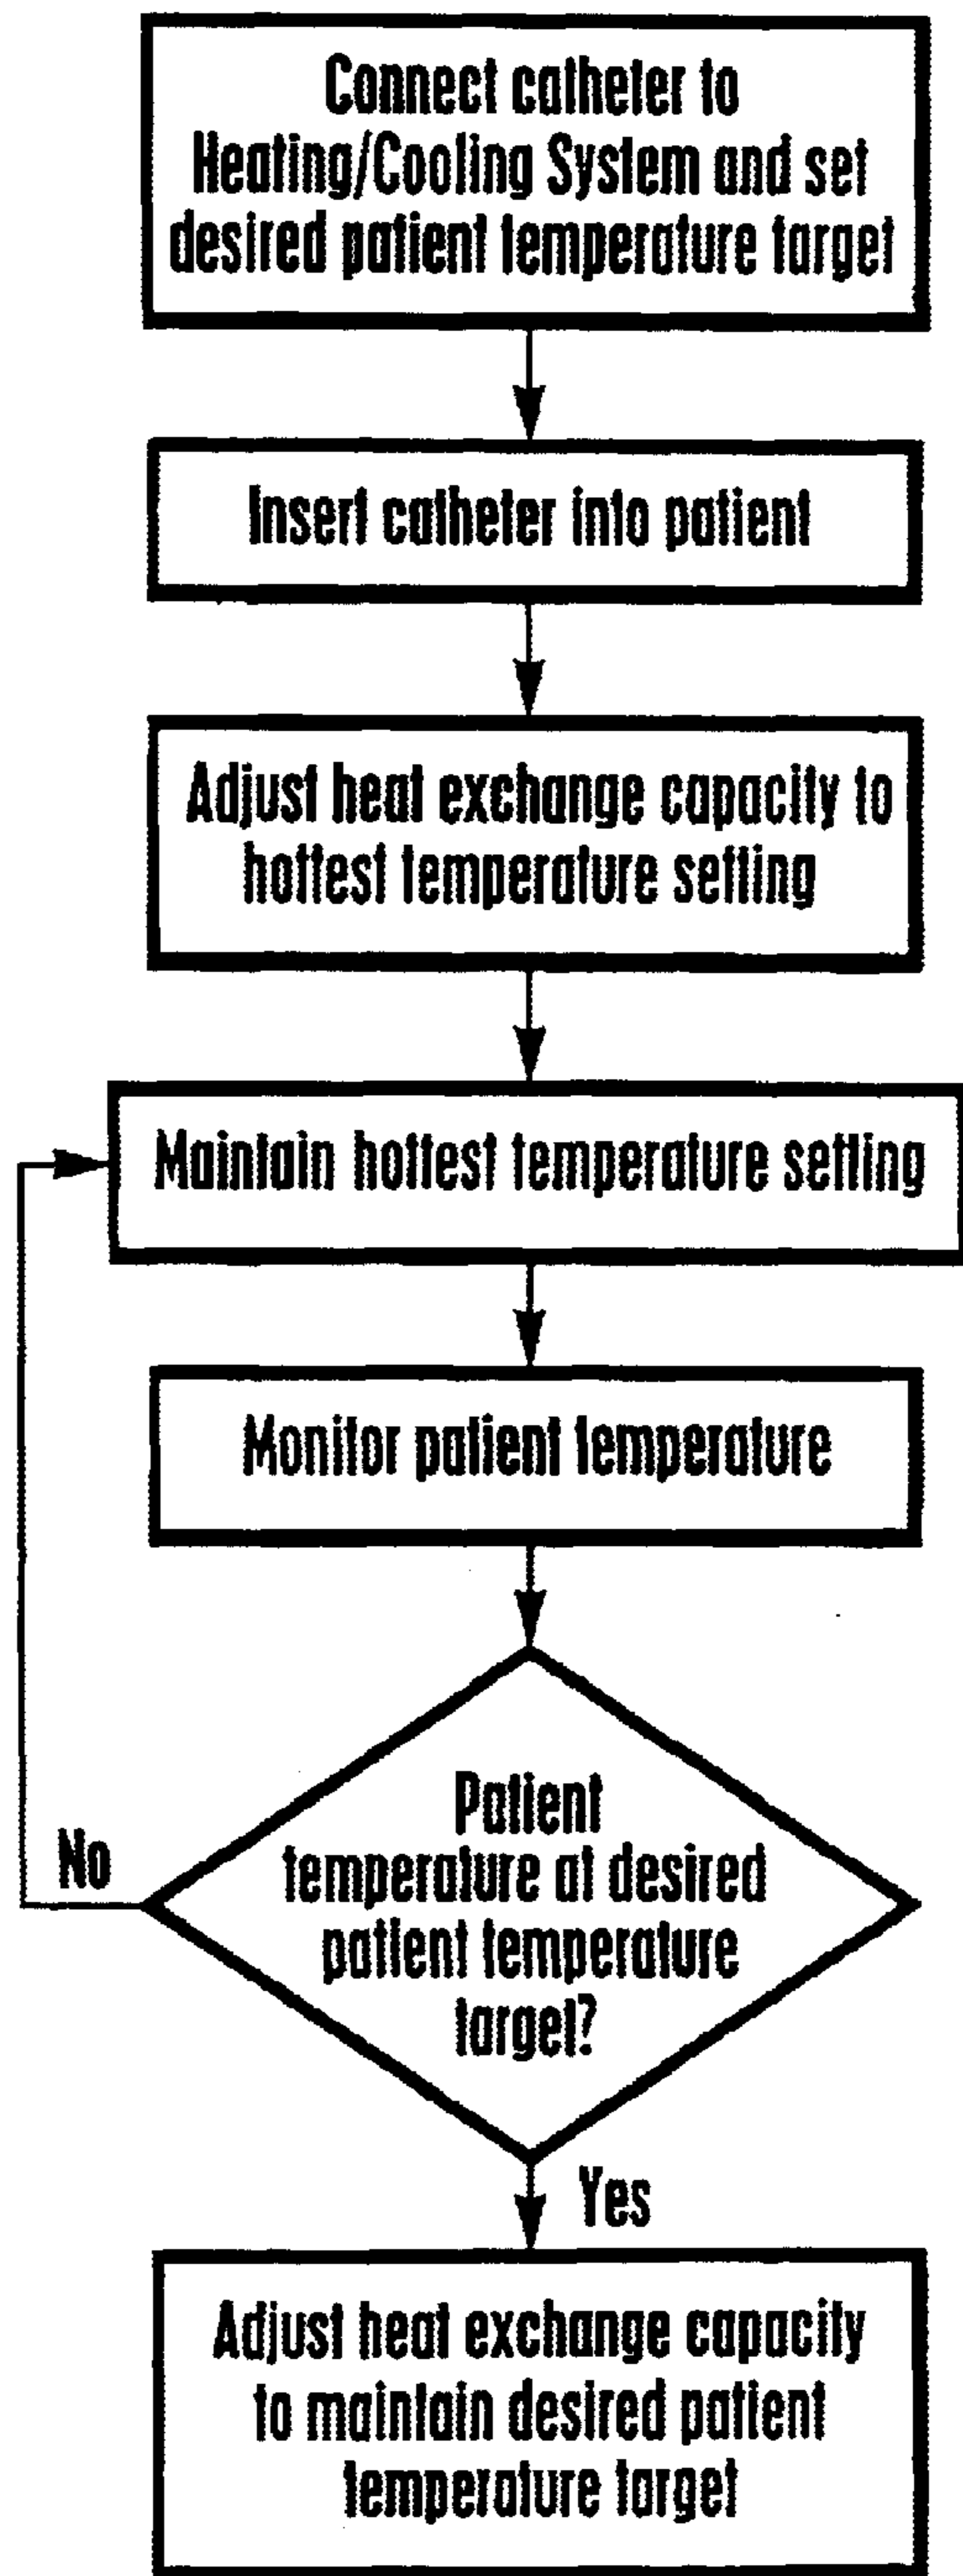 Connect catheter to
Heating/Cooling System and set
desired patient temperature target
Insert catheter into patient
Adjust heat exchange capacity to
hottest temperature setting
Maintain hottest temperature setting
Monitor patient temperature
Patient
temperature at desired
patient temperature
target?
No
Yes
Adjust heat exchange capacity
to maintain desired patient
temperature target